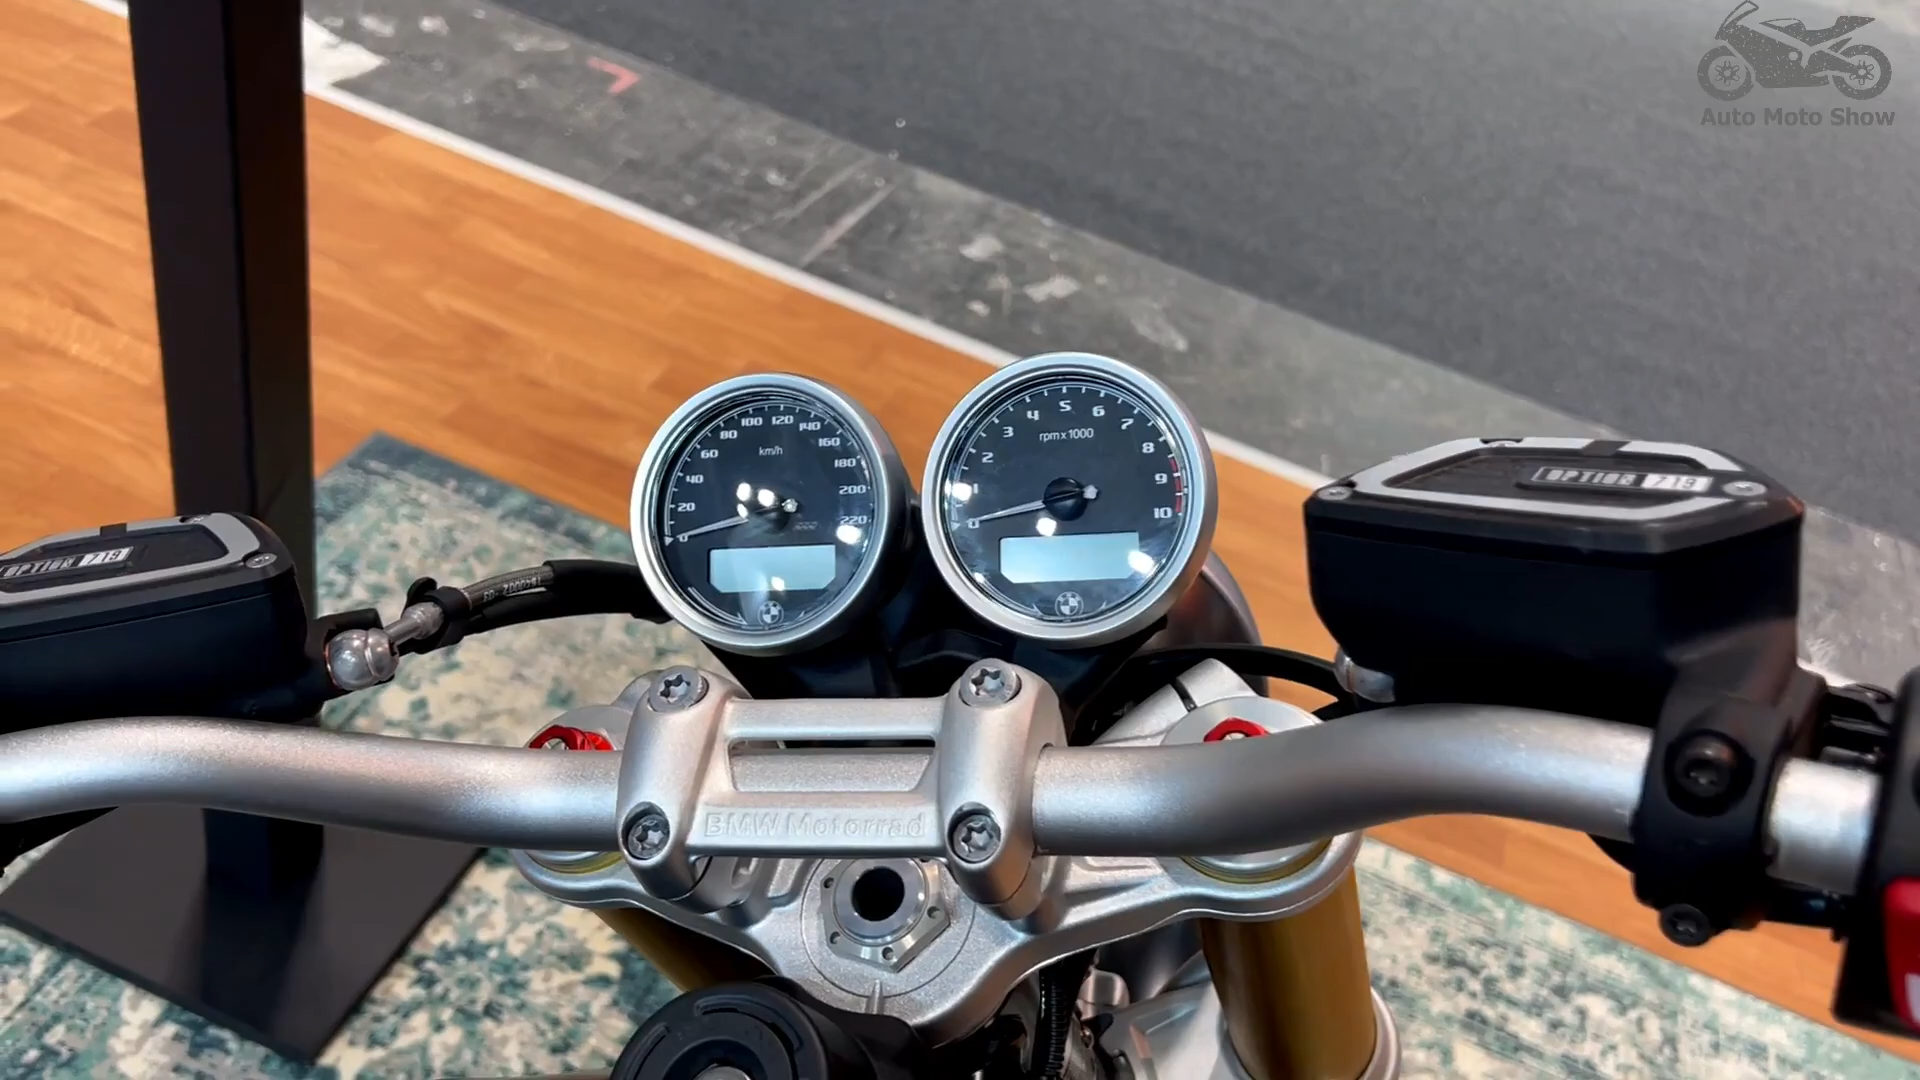 Auto Moto Show
100 120
80 140
60 160
km/h
40 180
20 200
0 220
5
4 6
3 7
rpm x 1000
2 8
1 9
0 10
OPTION 719
OPTION 719
BMW Motorrad